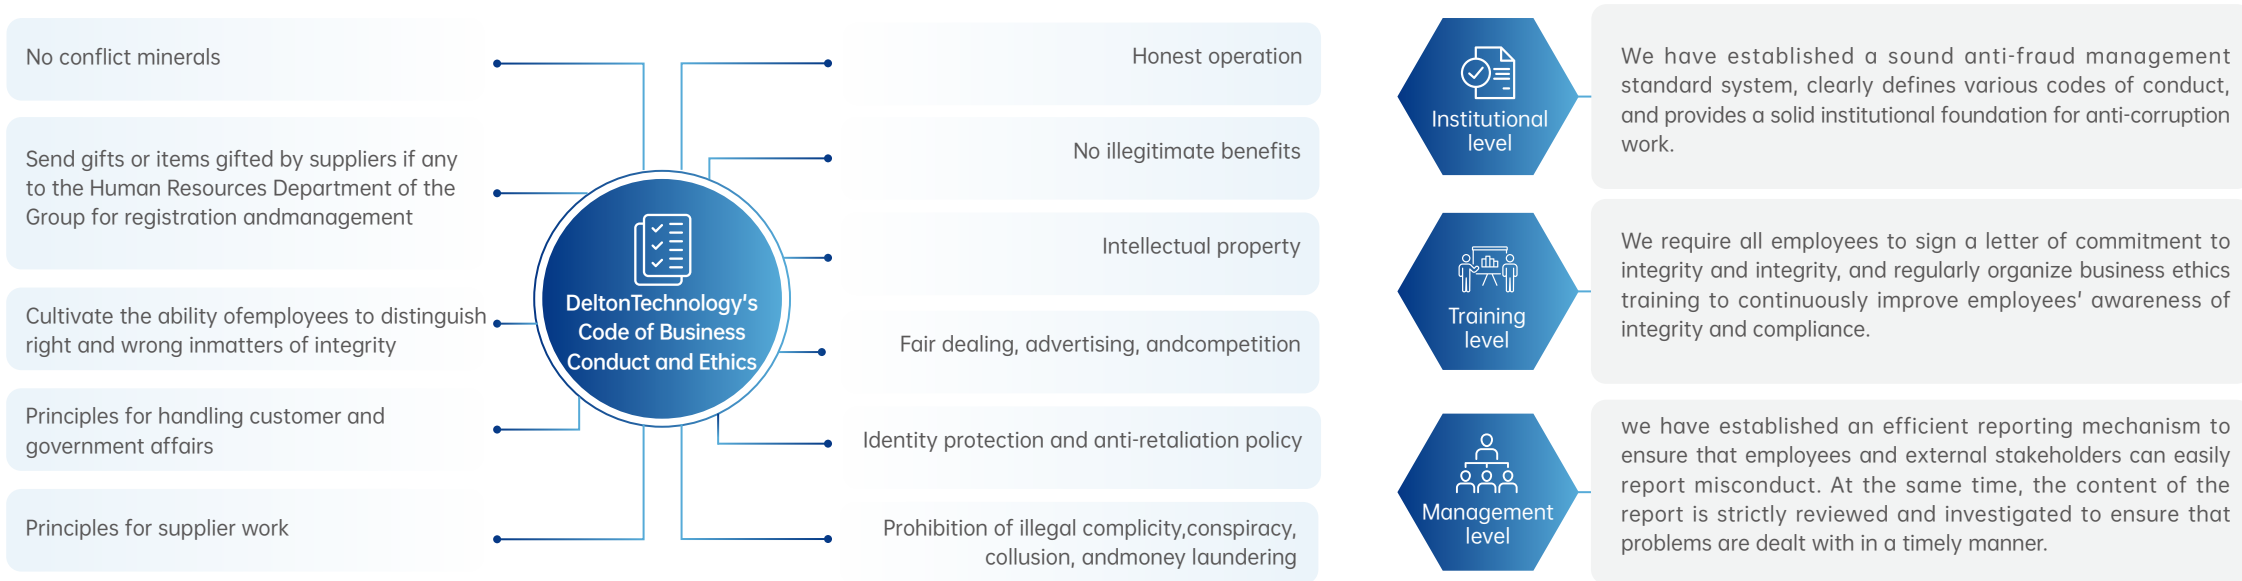 No conflict minerals
Send gifts or items gifted by suppliers if any
to the Human Resources Department of the
Group for registration andmanagement
Cultivate the ability ofemployees to distinguish
right and wrong inmatters of integrity
Principles for handling customer and
government affairs
Principles for supplier work
DeltonTechnology's
Code of Business
Conduct and Ethics
Honest operation
No illegitimate benefits
Intellectual property
Fair dealing, advertising, andcompetition
Identity protection and anti-retaliation policy
Prohibition of illegal complicity,conspiracy,
collusion, andmoney laundering
Institutional
level
We have established a sound anti-fraud management
standard system, clearly defines various codes of conduct,
and provides a solid institutional foundation for anti-corruption
work.
Training
level
We require all employees to sign a letter of commitment to
integrity and integrity, and regularly organize business ethics
training to continuously improve employees' awareness of
integrity and compliance.
Management
level
we have established an efficient reporting mechanism to
ensure that employees and external stakeholders can easily
report misconduct. At the same time, the content of the
report is strictly reviewed and investigated to ensure that
problems are dealt with in a timely manner.